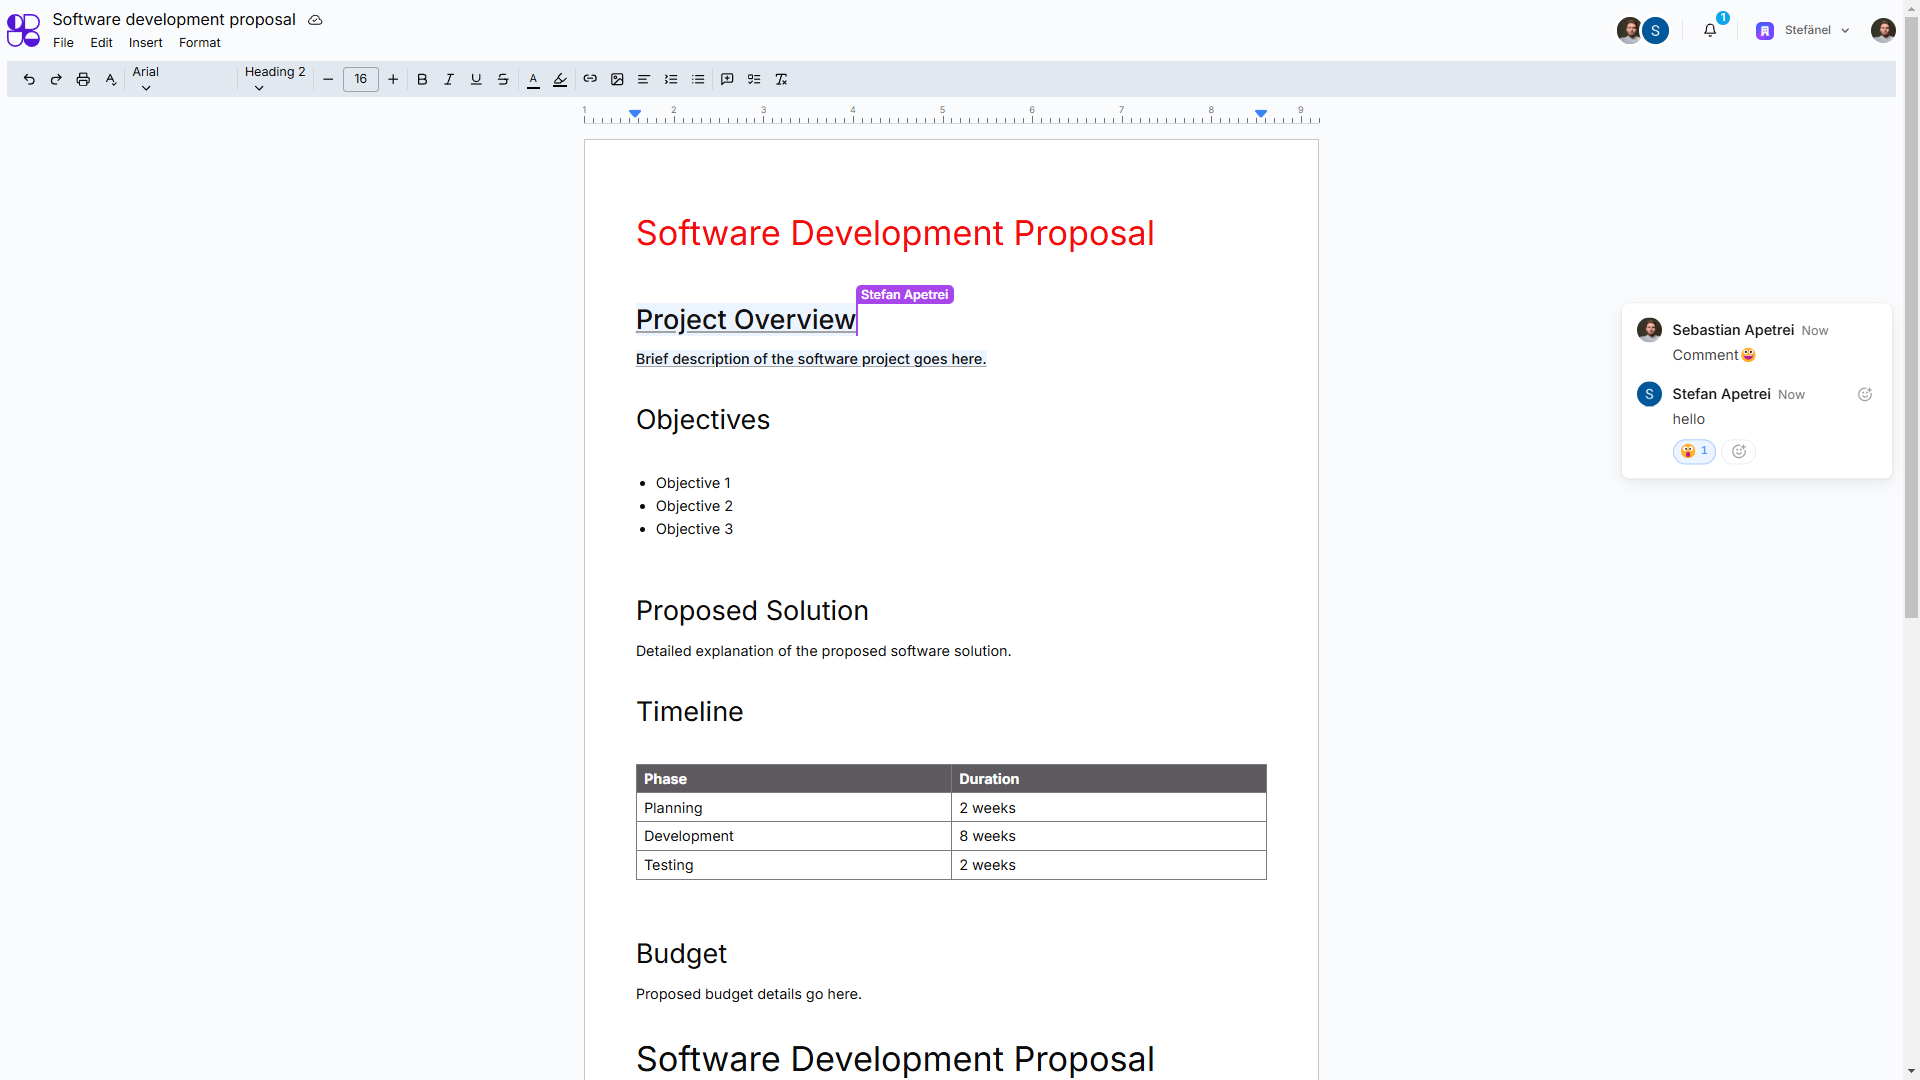 Software development proposal
File Edit Insert Format
S 1 Stefänel
Arial Heading 2 16 B I U S A
1 2 3 4 5 6 7 8 9
Software Development Proposal
Stefan Apetrei
Project Overview
Brief description of the software project goes here.
Objectives
Objective 1
Objective 2
Objective 3
Proposed Solution
Detailed explanation of the proposed software solution.
Timeline
Phase Duration
Planning 2 weeks
Development 8 weeks
Testing 2 weeks
Budget
Proposed budget details go here.
Software Development Proposal
Sebastian Apetrei Now
Comment😀
S Stefan Apetrei Now
hello
😲 1